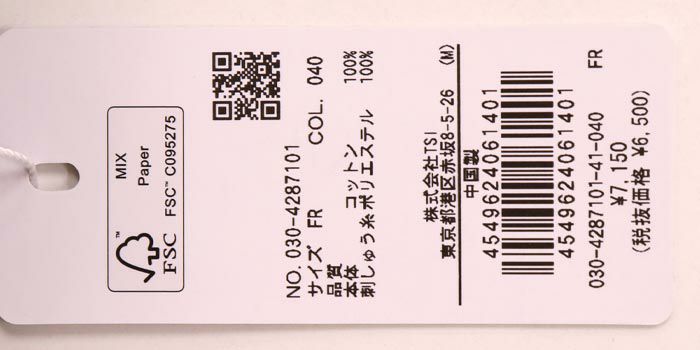 MIX
Paper
FSC™ C095275
™
FSC
NO. 030-4287101
サイズ FR COL. 040
品質
本体 コットン 100%
刺しゅう糸ポリエステル 100%
株式会社TSI
東京都港区赤坂8-5-26 (M)
中国製
4549624061401
4549624061401
030-4287101-41-040 FR
¥7,150
(税抜価格 ¥6,500)